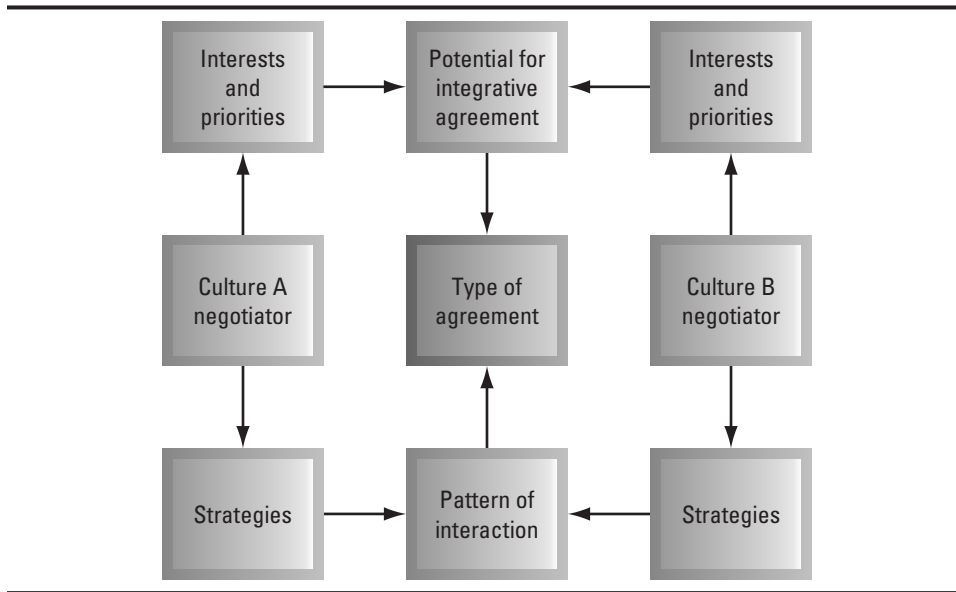 Interests
and
priorities
Potential for
integrative
agreement
Interests
and
priorities
Culture A
negotiator
Type of
agreement
Culture B
negotiator
Strategies
Pattern of
interaction
Strategies